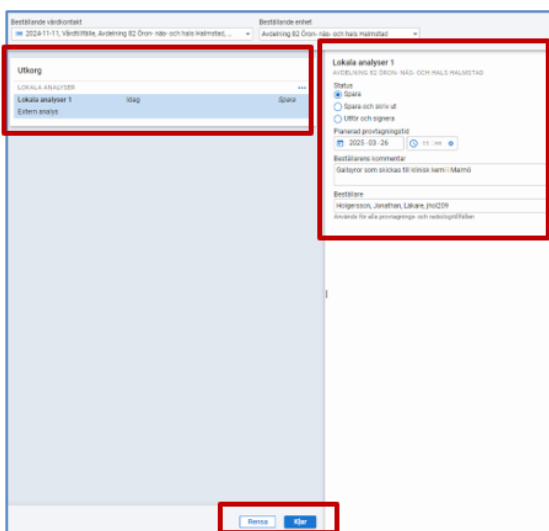 Beställande vårdkontakt
2024-11-11, Vårdtillfälle, Avdelning 82 Öron- näs- och hals Halmstad, ...
Beställande enhet
Avdelning 82 Öron- näs- och hals Halmstad
Utkorg
LOKALA ANALYSER
Lokala analyser 1 Idag Spara
Extern analys
Lokala analyser 1
AVDELNING 82 ÖRON- NÄS- OCH HALS HALMSTAD
Status
Spara
Spara och skriv ut
Utför och signera
Planerad provtagningstid
2025-03-26
Beställarens kommentar
Gallsyror som skickas till klinisk kemi i Malmö
Beställare
Holgersson, Jonathan, Läkare, jhol209
Används för alla provtagnings- och radiologitillfällen
Rensa Klar